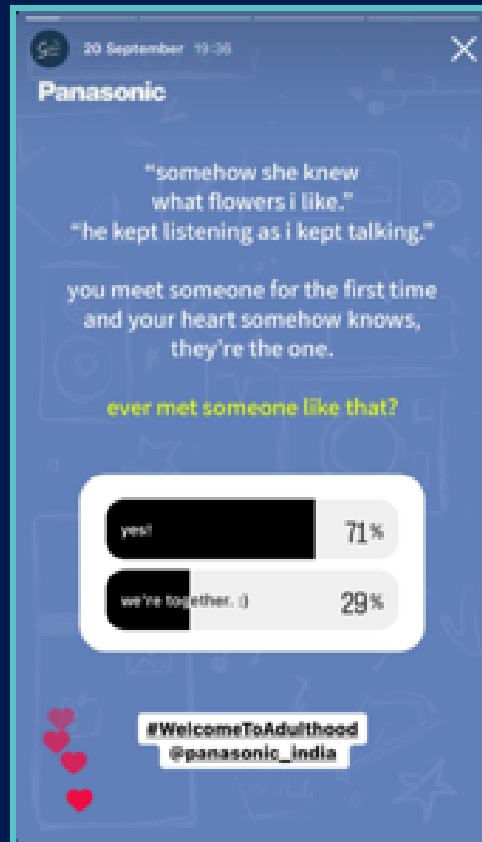 20 September 19:36
Panasonic
"somehow she knew
what flowers i like."
"he kept listening as i kept talking."
you meet someone for the first time
and your heart somehow knows,
they're the one.
ever met someone like that?
yes! 71%
we're together. :) 29%
#WelcomeToAdulthood
@panasonic_india